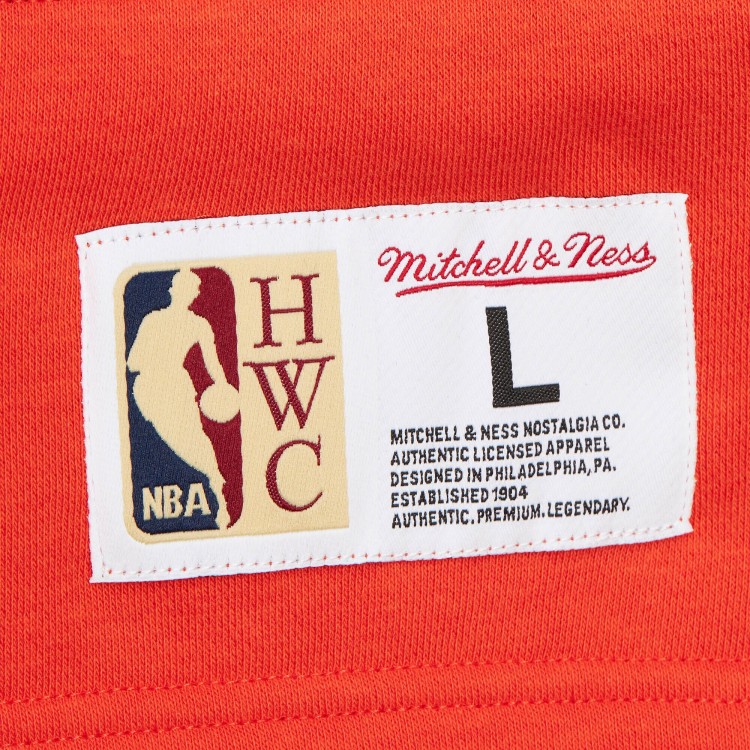 NBA
H
W
C
Mitchell & Ness
L
MITCHELL & NESS NOSTALGIA CO.
AUTHENTIC LICENSED APPAREL
DESIGNED IN PHILADELPHIA, PA.
ESTABLISHED 1904
AUTHENTIC. PREMIUM. LEGENDARY.